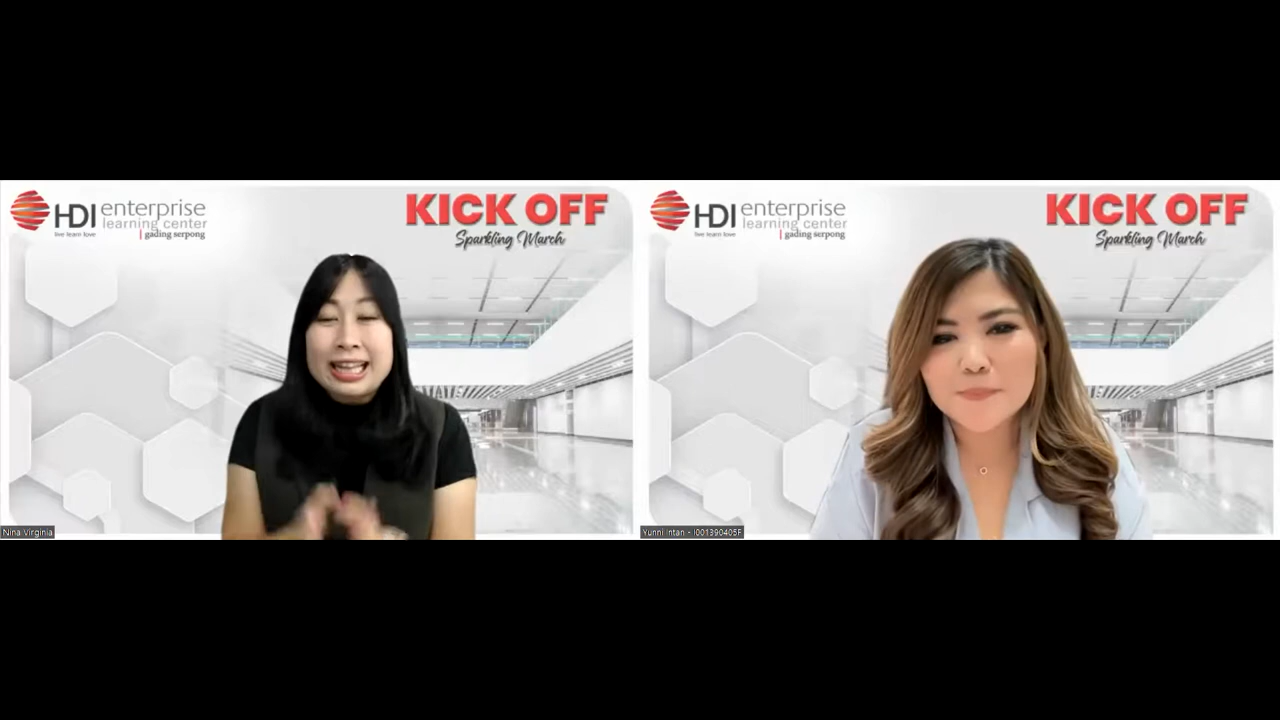 HDI enterprise
learning center
live learn love | gading serpong
KICK OFF
Sparkling March
Nina Virginia
HDI enterprise
learning center
live learn love | gading serpong
KICK OFF
Sparkling March
Yunni Intan - I001390405F